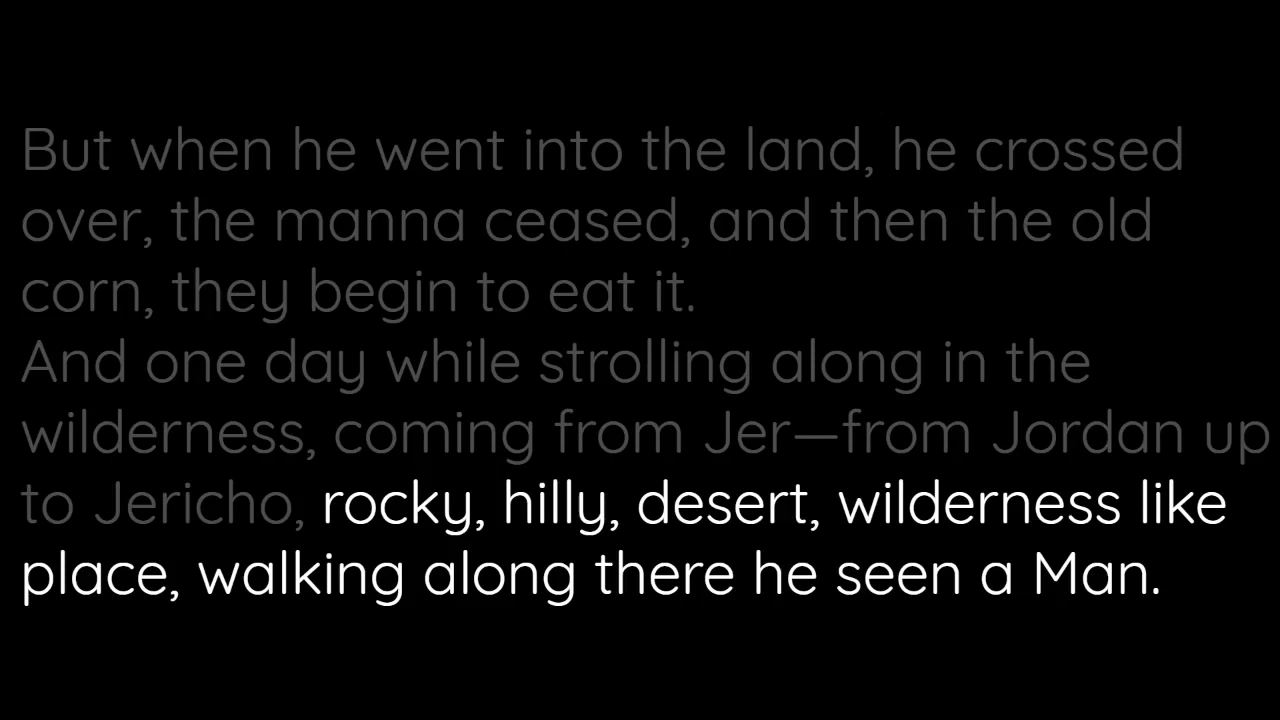 But when he went into the land, he crossed
over, the manna ceased, and then the old
corn, they begin to eat it.
And one day while strolling along in the
wilderness, coming from Jer—from Jordan up
to Jericho, rocky, hilly, desert, wilderness like
place, walking along there he seen a Man.